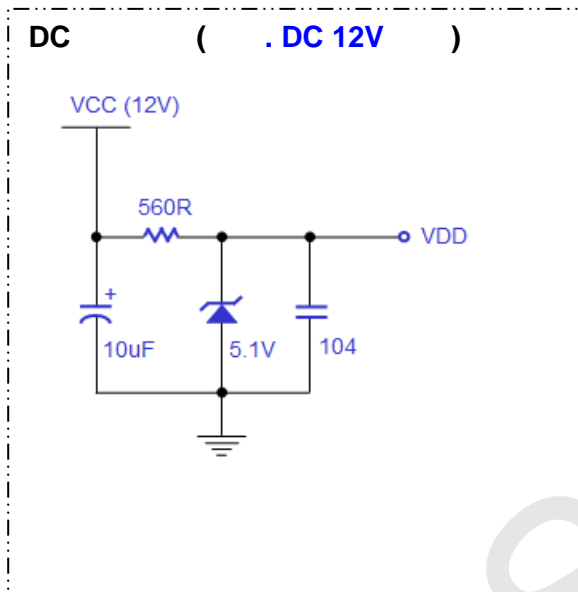 DC ( . DC 12V )
VCC (12V)
560R
VDD
+
10uF
5.1V
104